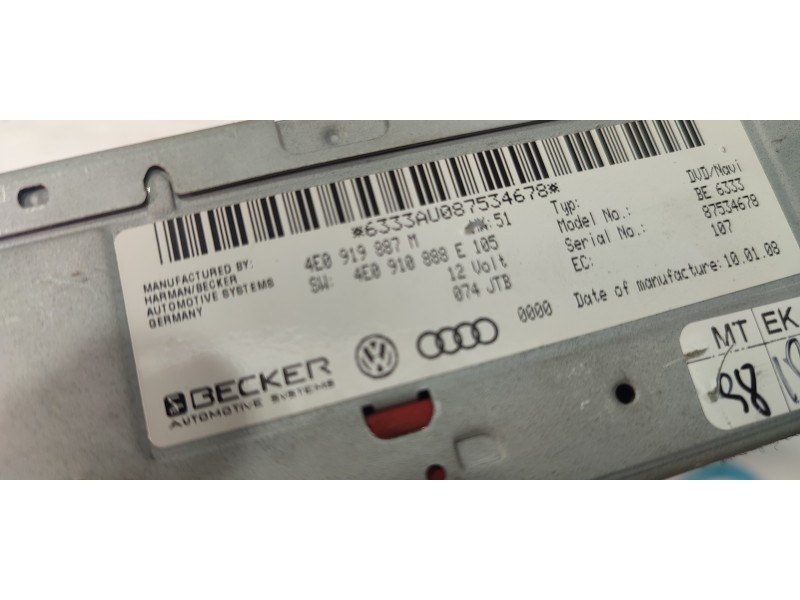 *6333AU087534678*
4E0 919 887 M
HW: 51
SW: 4E0 910 888 E 105
12 Volt
074 JTB
0000
MANUFACTURED BY:
HARMAN/BECKER
AUTOMOTIVE SYSTEMS
GERMANY
Typ: DVD/Navi
Model No.: BE 6333
Serial No.: 87534678
EC: 107
Date of manufacture: 10.01.08
BECKER
AUTOMOTIVE SYSTEMS
MT EK
98